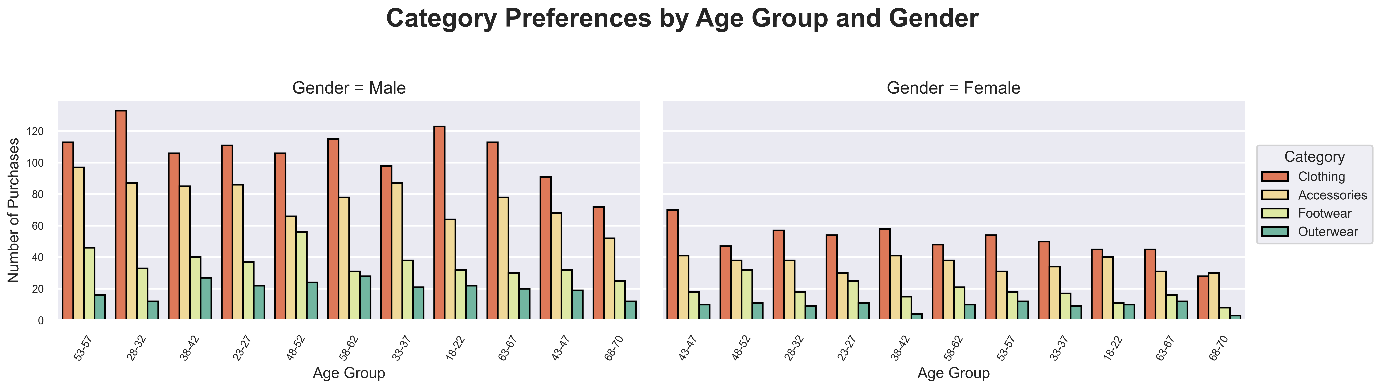 Category Preferences by Age Group and Gender
Gender = Male
Number of Purchases
120
100
80
60
40
20
0
53-57
28-32
38-42
23-27
48-52
58-62
33-37
18-22
63-67
43-47
68-70
Age Group
Gender = Female
43-47
48-52
28-32
23-27
38-42
58-62
53-57
33-37
18-22
63-67
68-70
Age Group
Category
Clothing
Accessories
Footwear
Outerwear